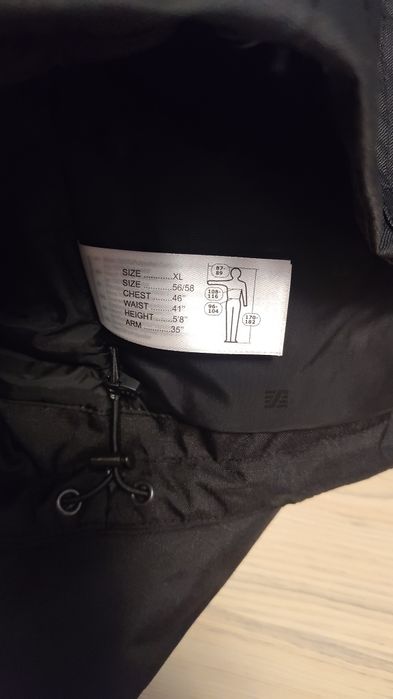 SIZE ............XL
SIZE ............56/58
CHEST ........46"
WAIST .........41"
HEIGHT .......5'8"
ARM ............35"
87-
89
108-
116
96-
104
170-
182